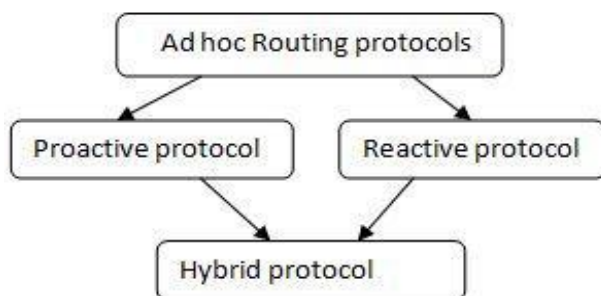 Ad hoc Routing protocols
Proactive protocol
Reactive protocol
Hybrid protocol